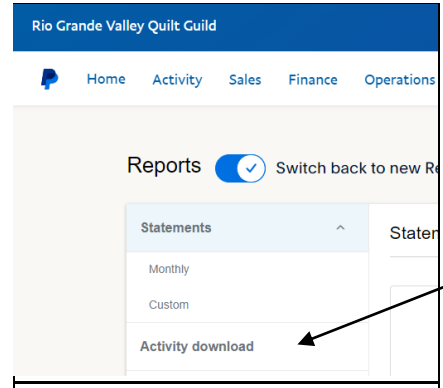 Rio Grande Valley Quilt Guild
Home Activity Sales Finance Operations
Reports Switch back to new Re
Statements
Statem
Monthly
Custom
Activity download